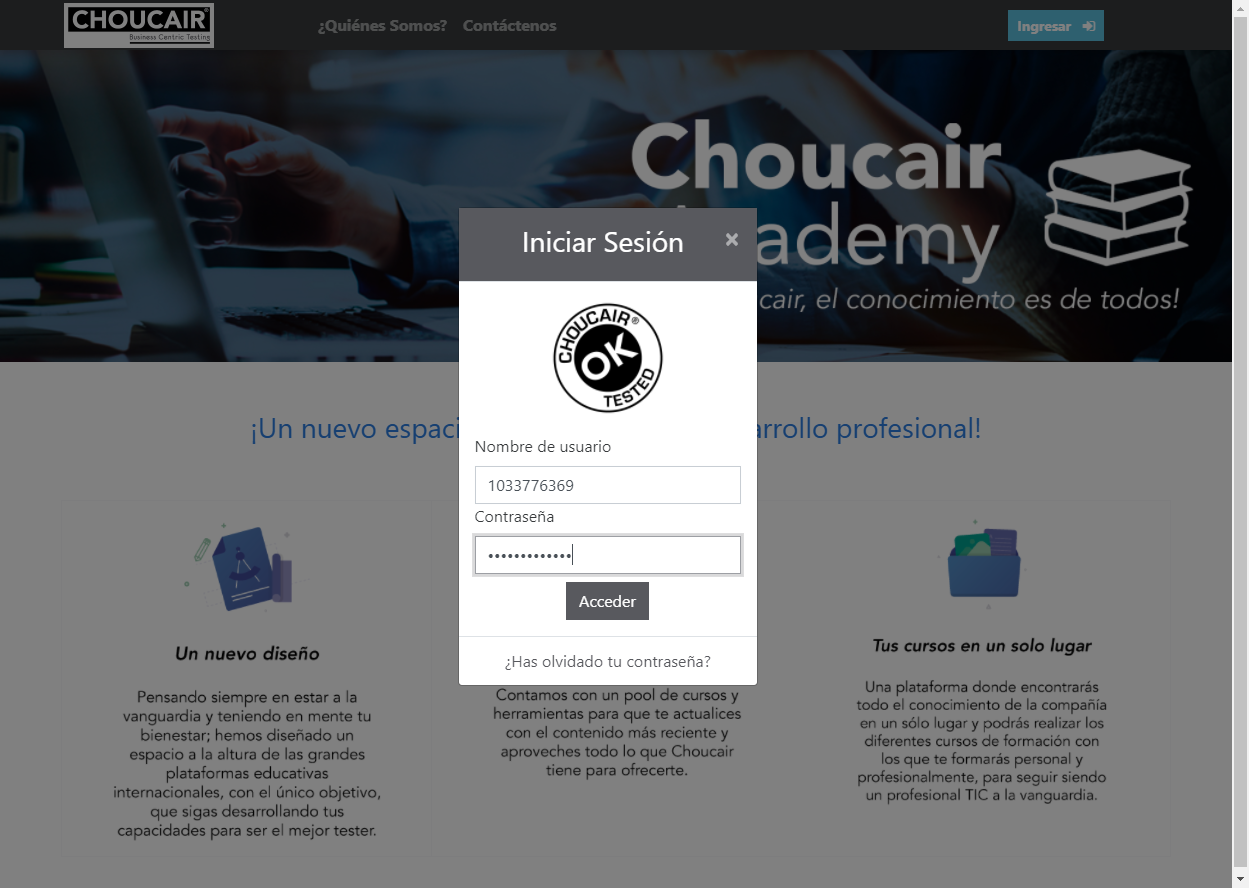 CHOUCAIR®
Business Centric Testing
¿Quiénes Somos?
Contáctenos
Ingresar
Choucair
ademy
cair, el conocimiento es de todos!
Iniciar Sesión
×
CHOUCAIR®
OK
TESTED
¡Un nuevo espaci
rrollo profesional!
Nombre de usuario
1033776369
Contraseña
•••••••••••••
Acceder
¿Has olvidado tu contraseña?
Un nuevo diseño
Pensando siempre en estar a la
vanguardia y teniendo en mente tu
bienestar; hemos diseñado un
espacio a la altura de las grandes
plataformas educativas
internacionales, con el único objetivo,
que sigas desarrollando tus
capacidades para ser el mejor tester.
Contamos con un pool de cursos y
herramientas para que te actualices
con el contenido más reciente y
aproveches todo lo que Choucair
tiene para ofrecerte.
Tus cursos en un solo lugar
Una plataforma donde encontrarás
todo el conocimiento de la compañía
en un sólo lugar y podrás realizar los
diferentes cursos de formación con
los que te formarás personal y
profesionalmente, para seguir siendo
un profesional TIC a la vanguardia.